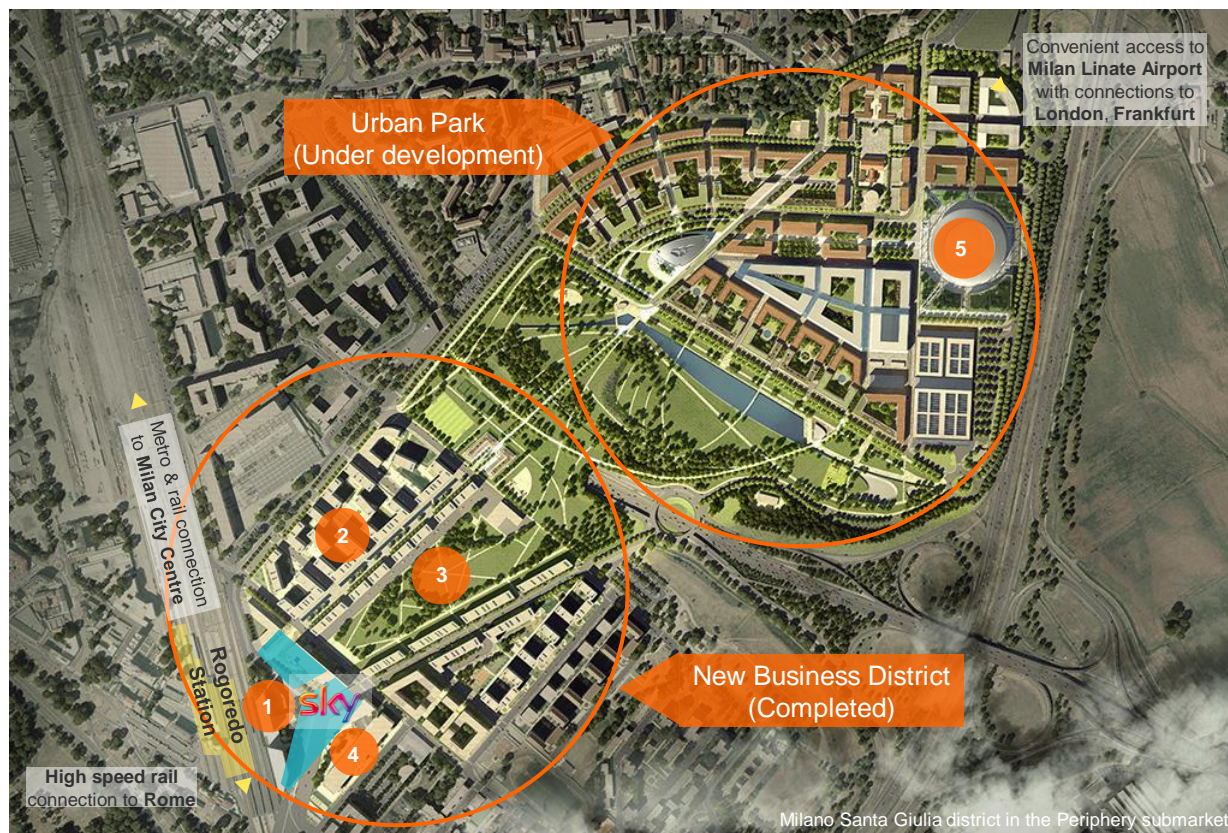 Convenient access to
Milan Linate Airport
with connections to
London, Frankfurt
Urban Park
(Under development)
5
Metro & rail connection
to Milan City Centre
2
3
Rogoredo
Station
1
sky
4
New Business District
(Completed)
High speed rail
connection to Rome
Milano Santa Giulia district in the Periphery submarket